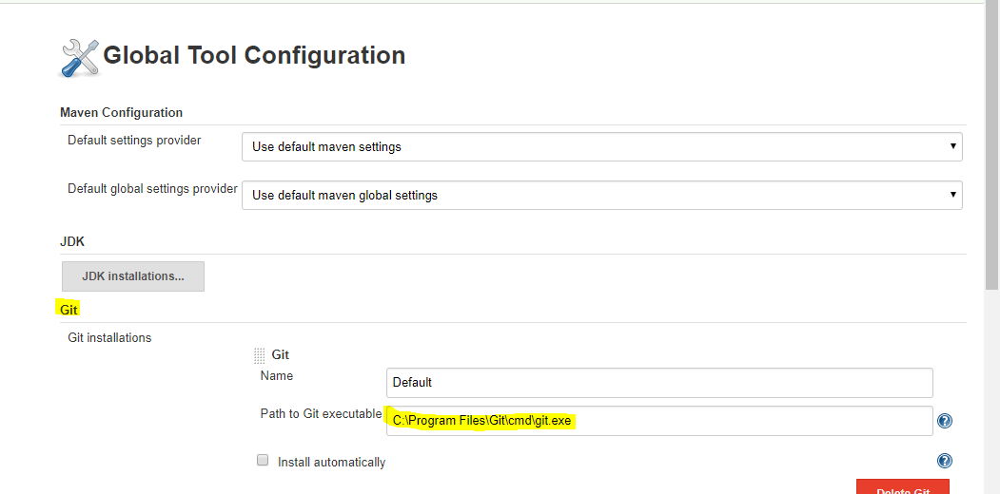 Global Tool Configuration
Maven Configuration
Default settings provider
Use default maven settings
Default global settings provider
Use default maven global settings
JDK
JDK installations...
Git
Git installations
Git
Name
Default
Path to Git executable
C:\Program Files\Git\cmd\git.exe
Install automatically
Delete Git